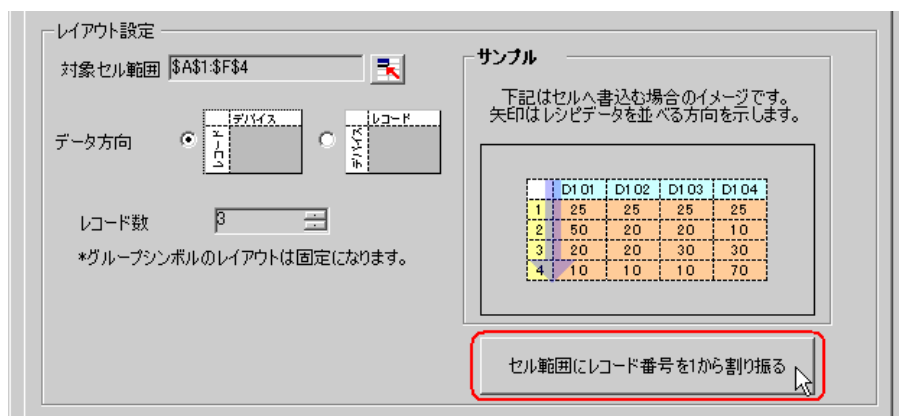 レイアウト設定
対象セル範囲 $A$1:$F$4
データ方向
デバイス
レコード
レコード
デバイス
レコード数 3
*グループシンボルのレイアウトは固定になります。
サンプル
下記はセルへ書込む場合のイメージです。
矢印はレシピデータを並べる方向を示します。
D101 D102 D103 D104
1 25 25 25 25
2 50 20 20 10
3 20 20 30 30
4 10 10 10 70
セル範囲にレコード番号を1から割り振る